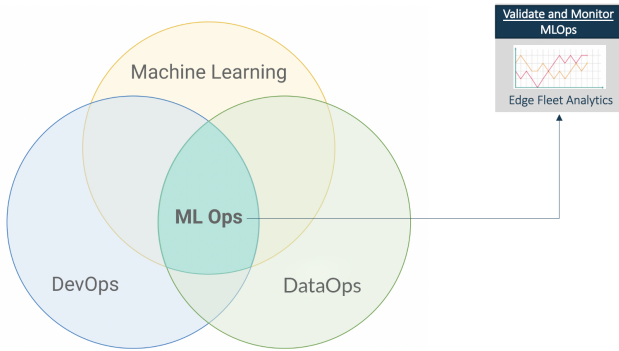 Validate and Monitor
MLOps
Edge Fleet Analytics
Machine Learning
ML Ops
DevOps
DataOps